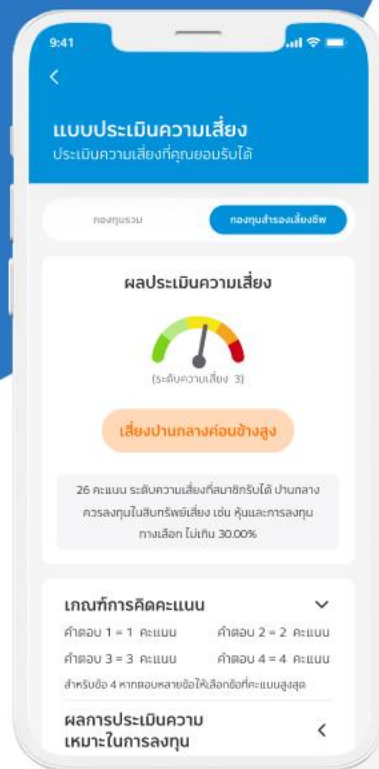 9:41
แบบประเมินความเสี่ยง
ประเมินความเสี่ยงที่คุณยอมรับได้
กองทุนรวม กองทุนสำรองเลี้ยงชีพ
ผลประเมินความเสี่ยง
(ระดับความเสี่ยง 3)
เสี่ยงปานกลางค่อนข้างสูง
26 คะแนน ระดับความเสี่ยงที่สมาชิกรับได้ ปานกลาง
ควรลงทุนในสินทรัพย์เสี่ยง เช่น หุ้นและการลงทุน
ทางเลือก ไม่เกิน 30.00%
เกณฑ์การคิดคะแนน
คำตอบ 1 = 1 คะแนน คำตอบ 2 = 2 คะแนน
คำตอบ 3 = 3 คะแนน คำตอบ 4 = 4 คะแนน
สำหรับข้อ 4 หากตอบหลายข้อให้เลือกข้อที่คะแนนสูงสุด
ผลการประเมินความ
เหมาะในการลงทุน